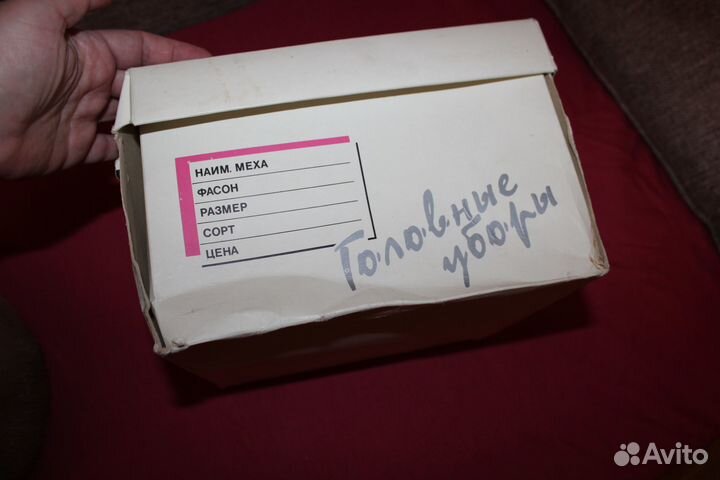 НАИМ. МЕХА
ФАСОН
РАЗМЕР
СОРТ
ЦЕНА
Головные
уборы
Avito